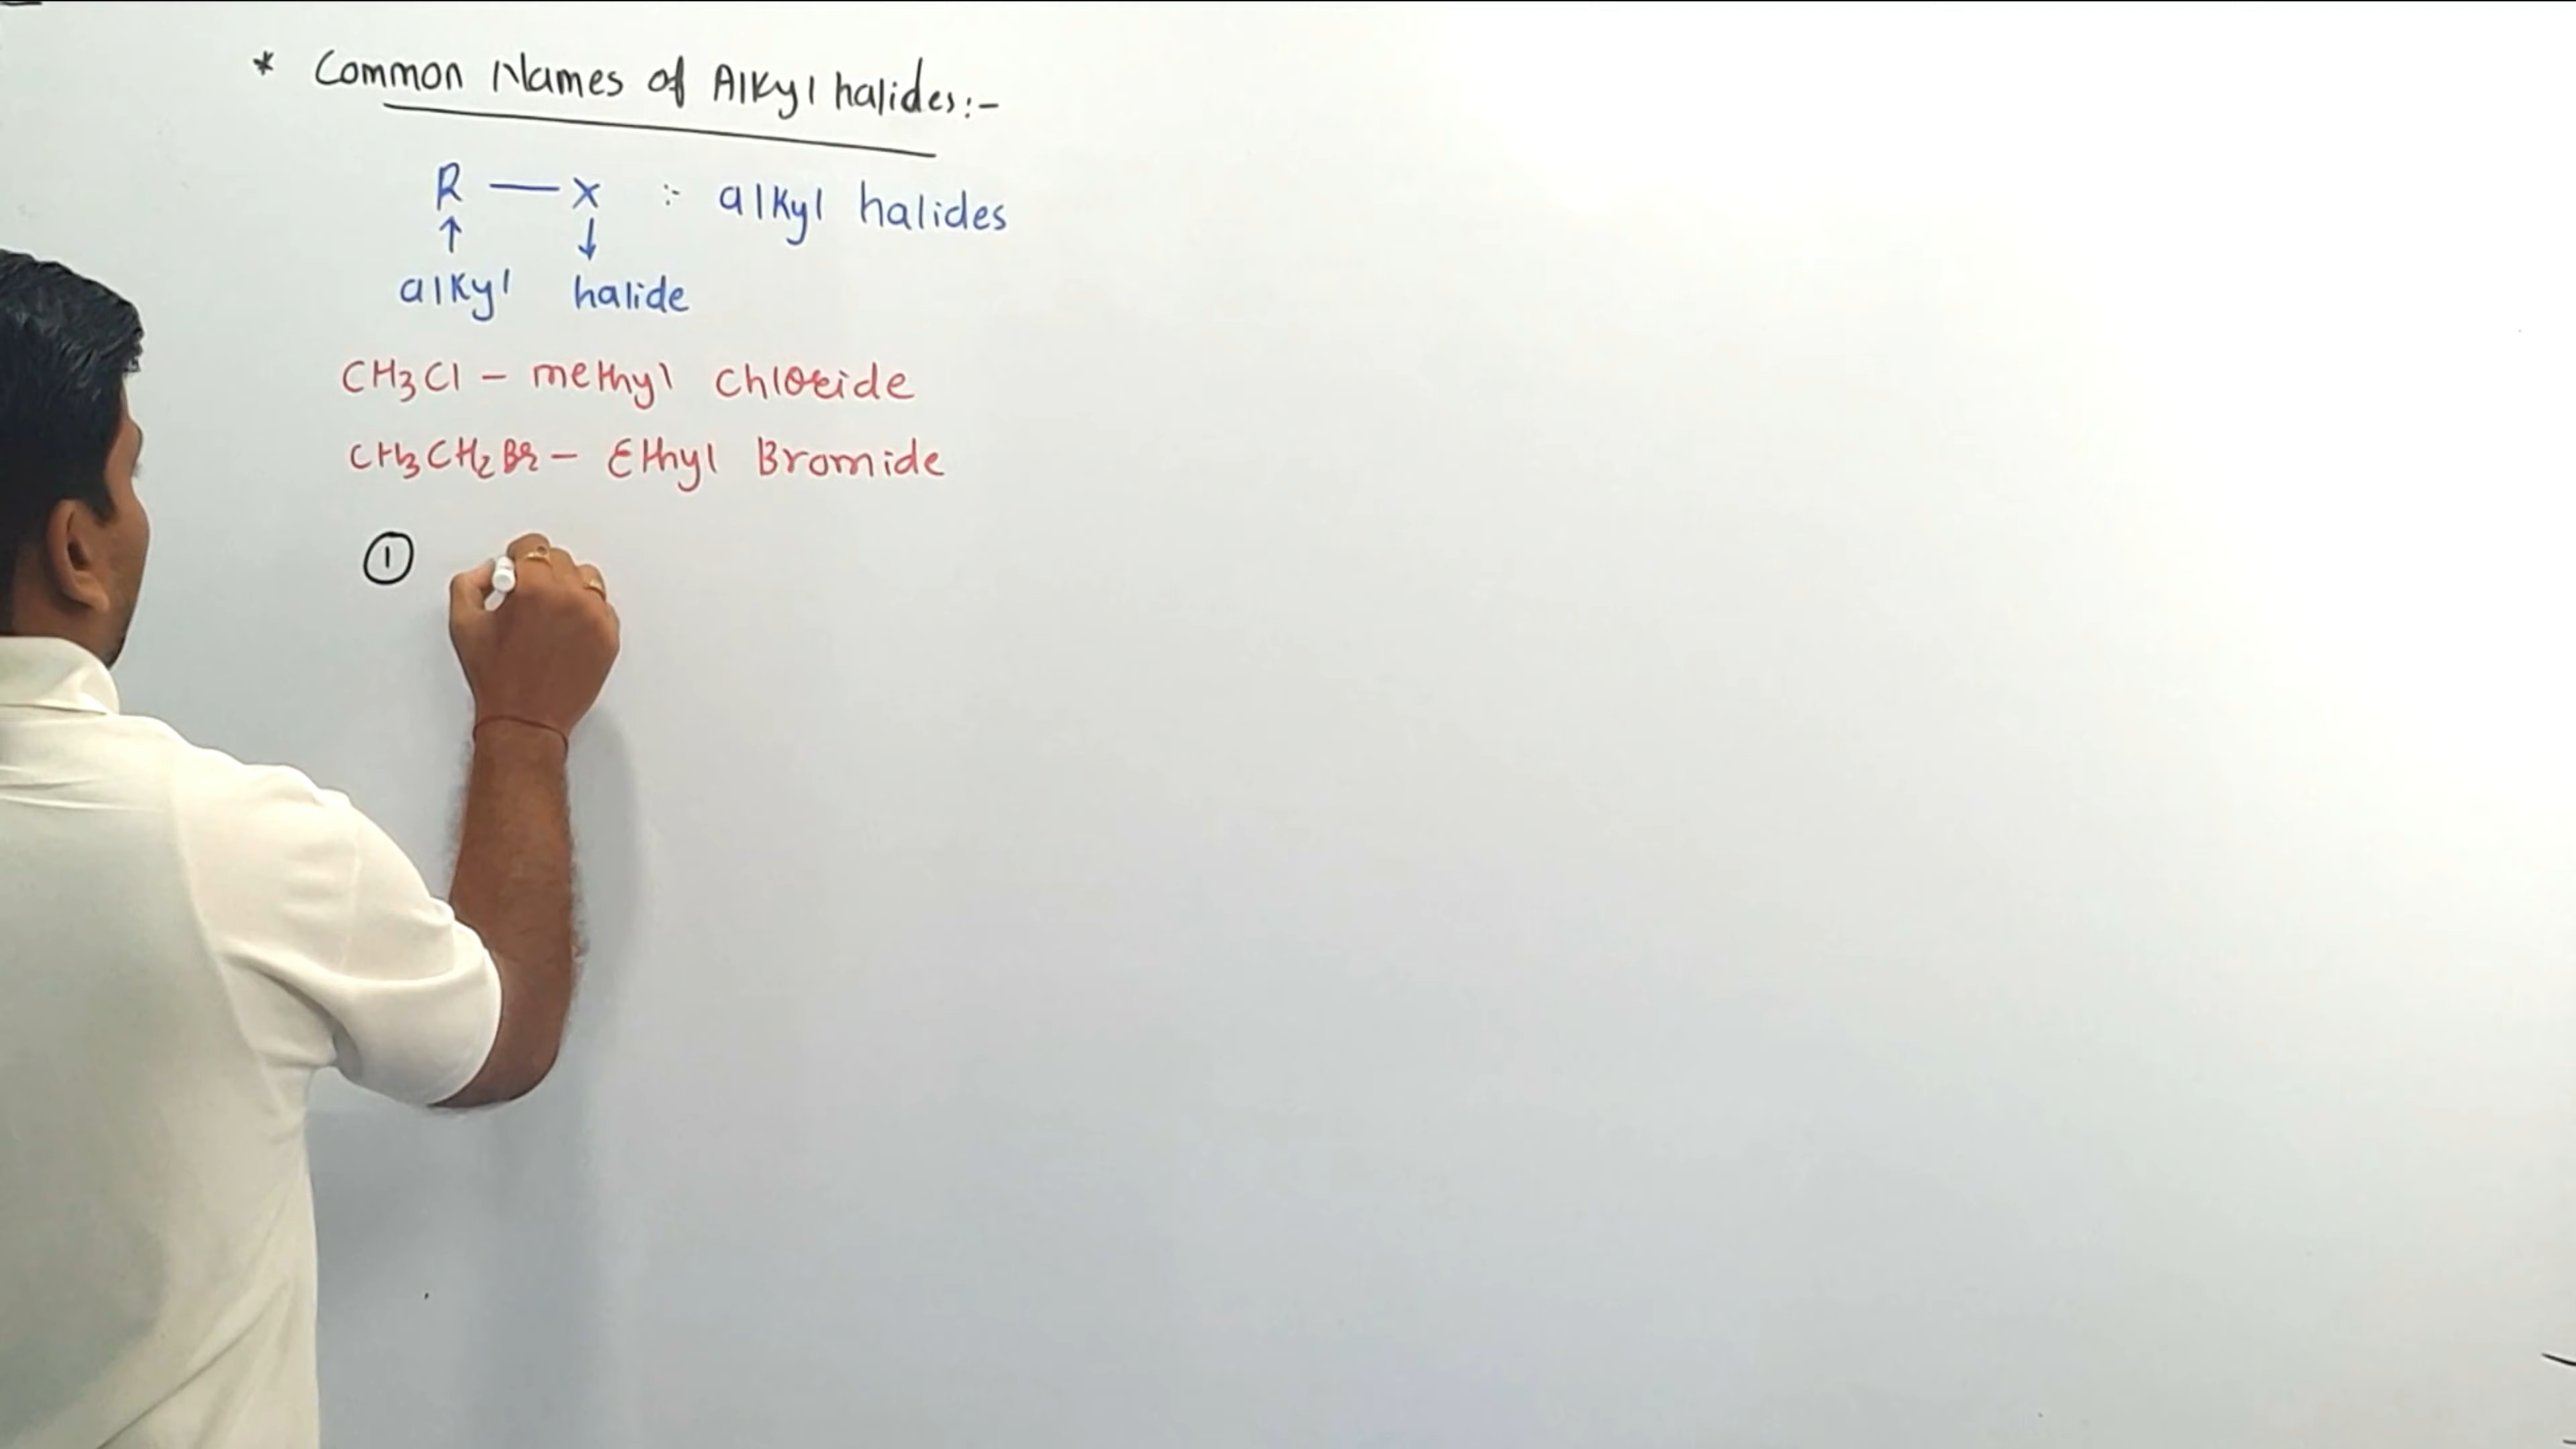 * Common Names of Alkyl halides:-
R — X :- alkyl halides
↑ ↓
alkyl halide
CH3Cl - methyl chloride
CH3CH2Br - Ethyl Bromide
①